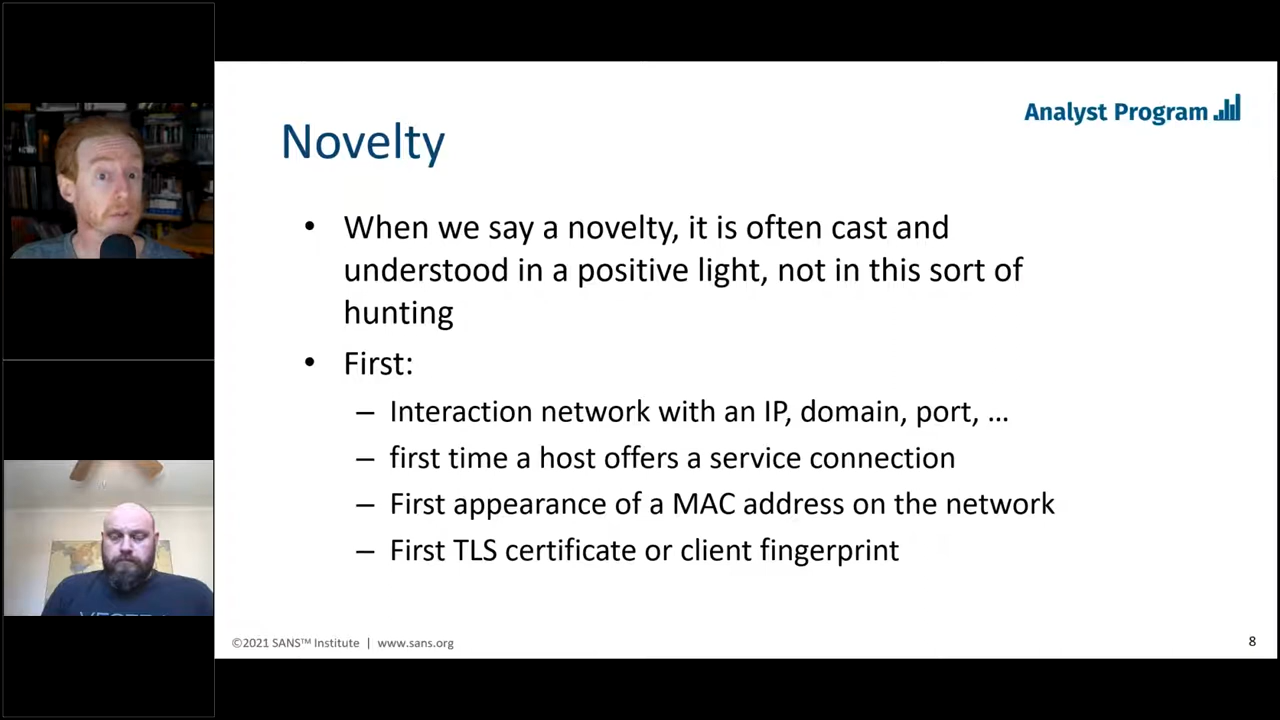 Analyst Program
Novelty
• When we say a novelty, it is often cast and
understood in a positive light, not in this sort of
hunting
• First:
– Interaction network with an IP, domain, port, …
– first time a host offers a service connection
– First appearance of a MAC address on the network
– First TLS certificate or client fingerprint
©2021 SANS™ Institute | www.sans.org
8